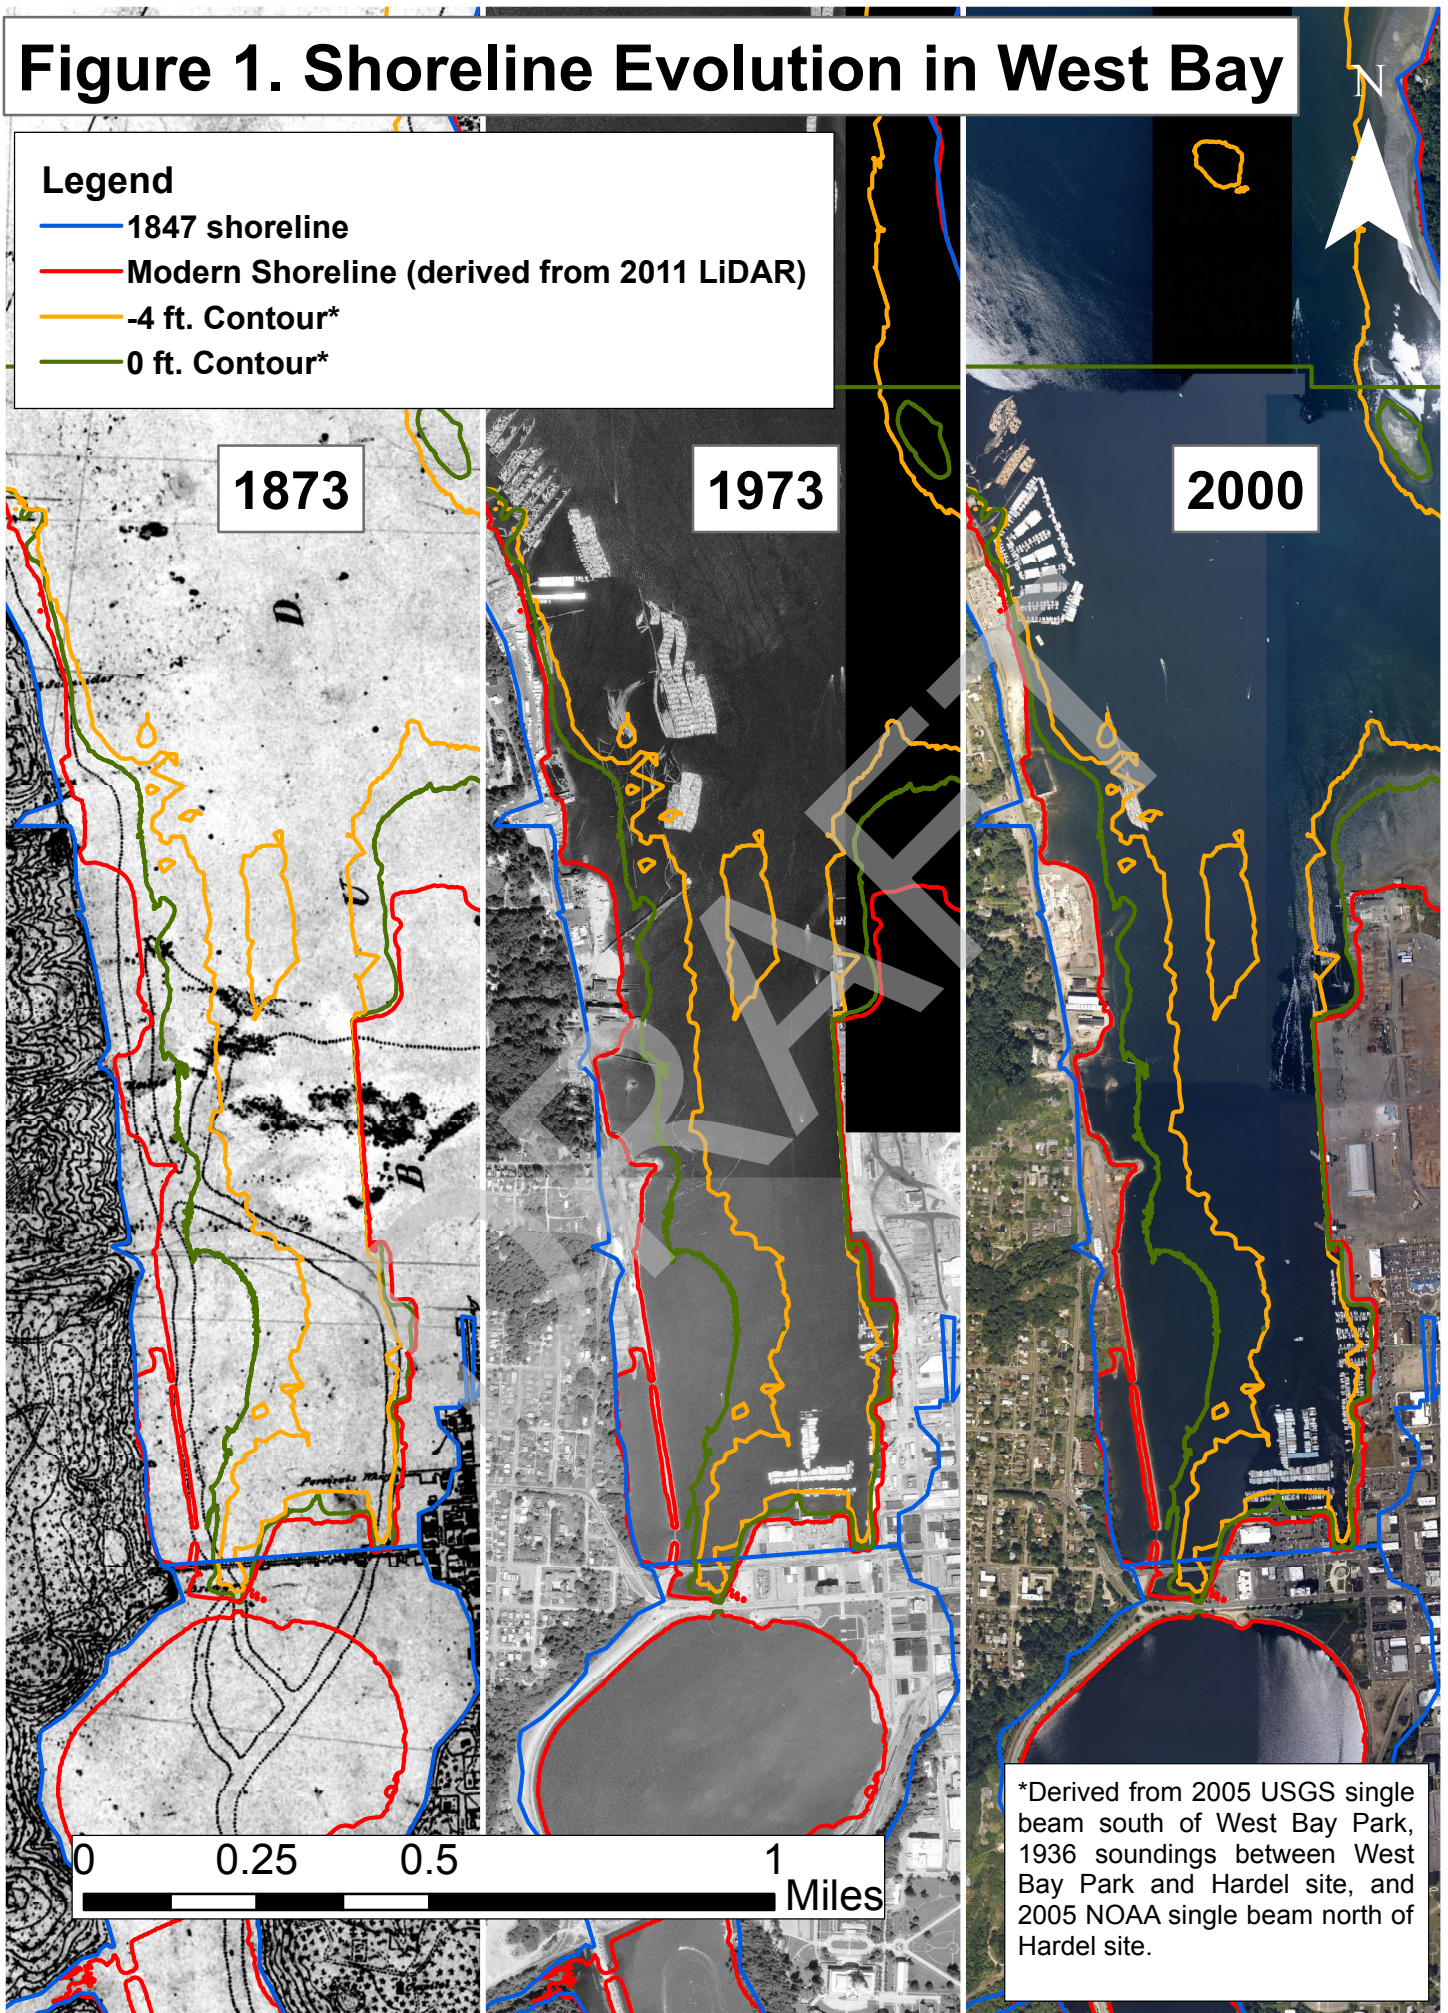 Figure 1. Shoreline Evolution in West Bay
N
Legend
1847 shoreline
Modern Shoreline (derived from 2011 LiDAR)
-4 ft. Contour*
0 ft. Contour*
1873
1973
2000
D.
B
DRAFT
0 0.25 0.5 1
Miles
*Derived from 2005 USGS single
beam south of West Bay Park,
1936 soundings between West
Bay Park and Hardel site, and
2005 NOAA single beam north of
Hardel site.